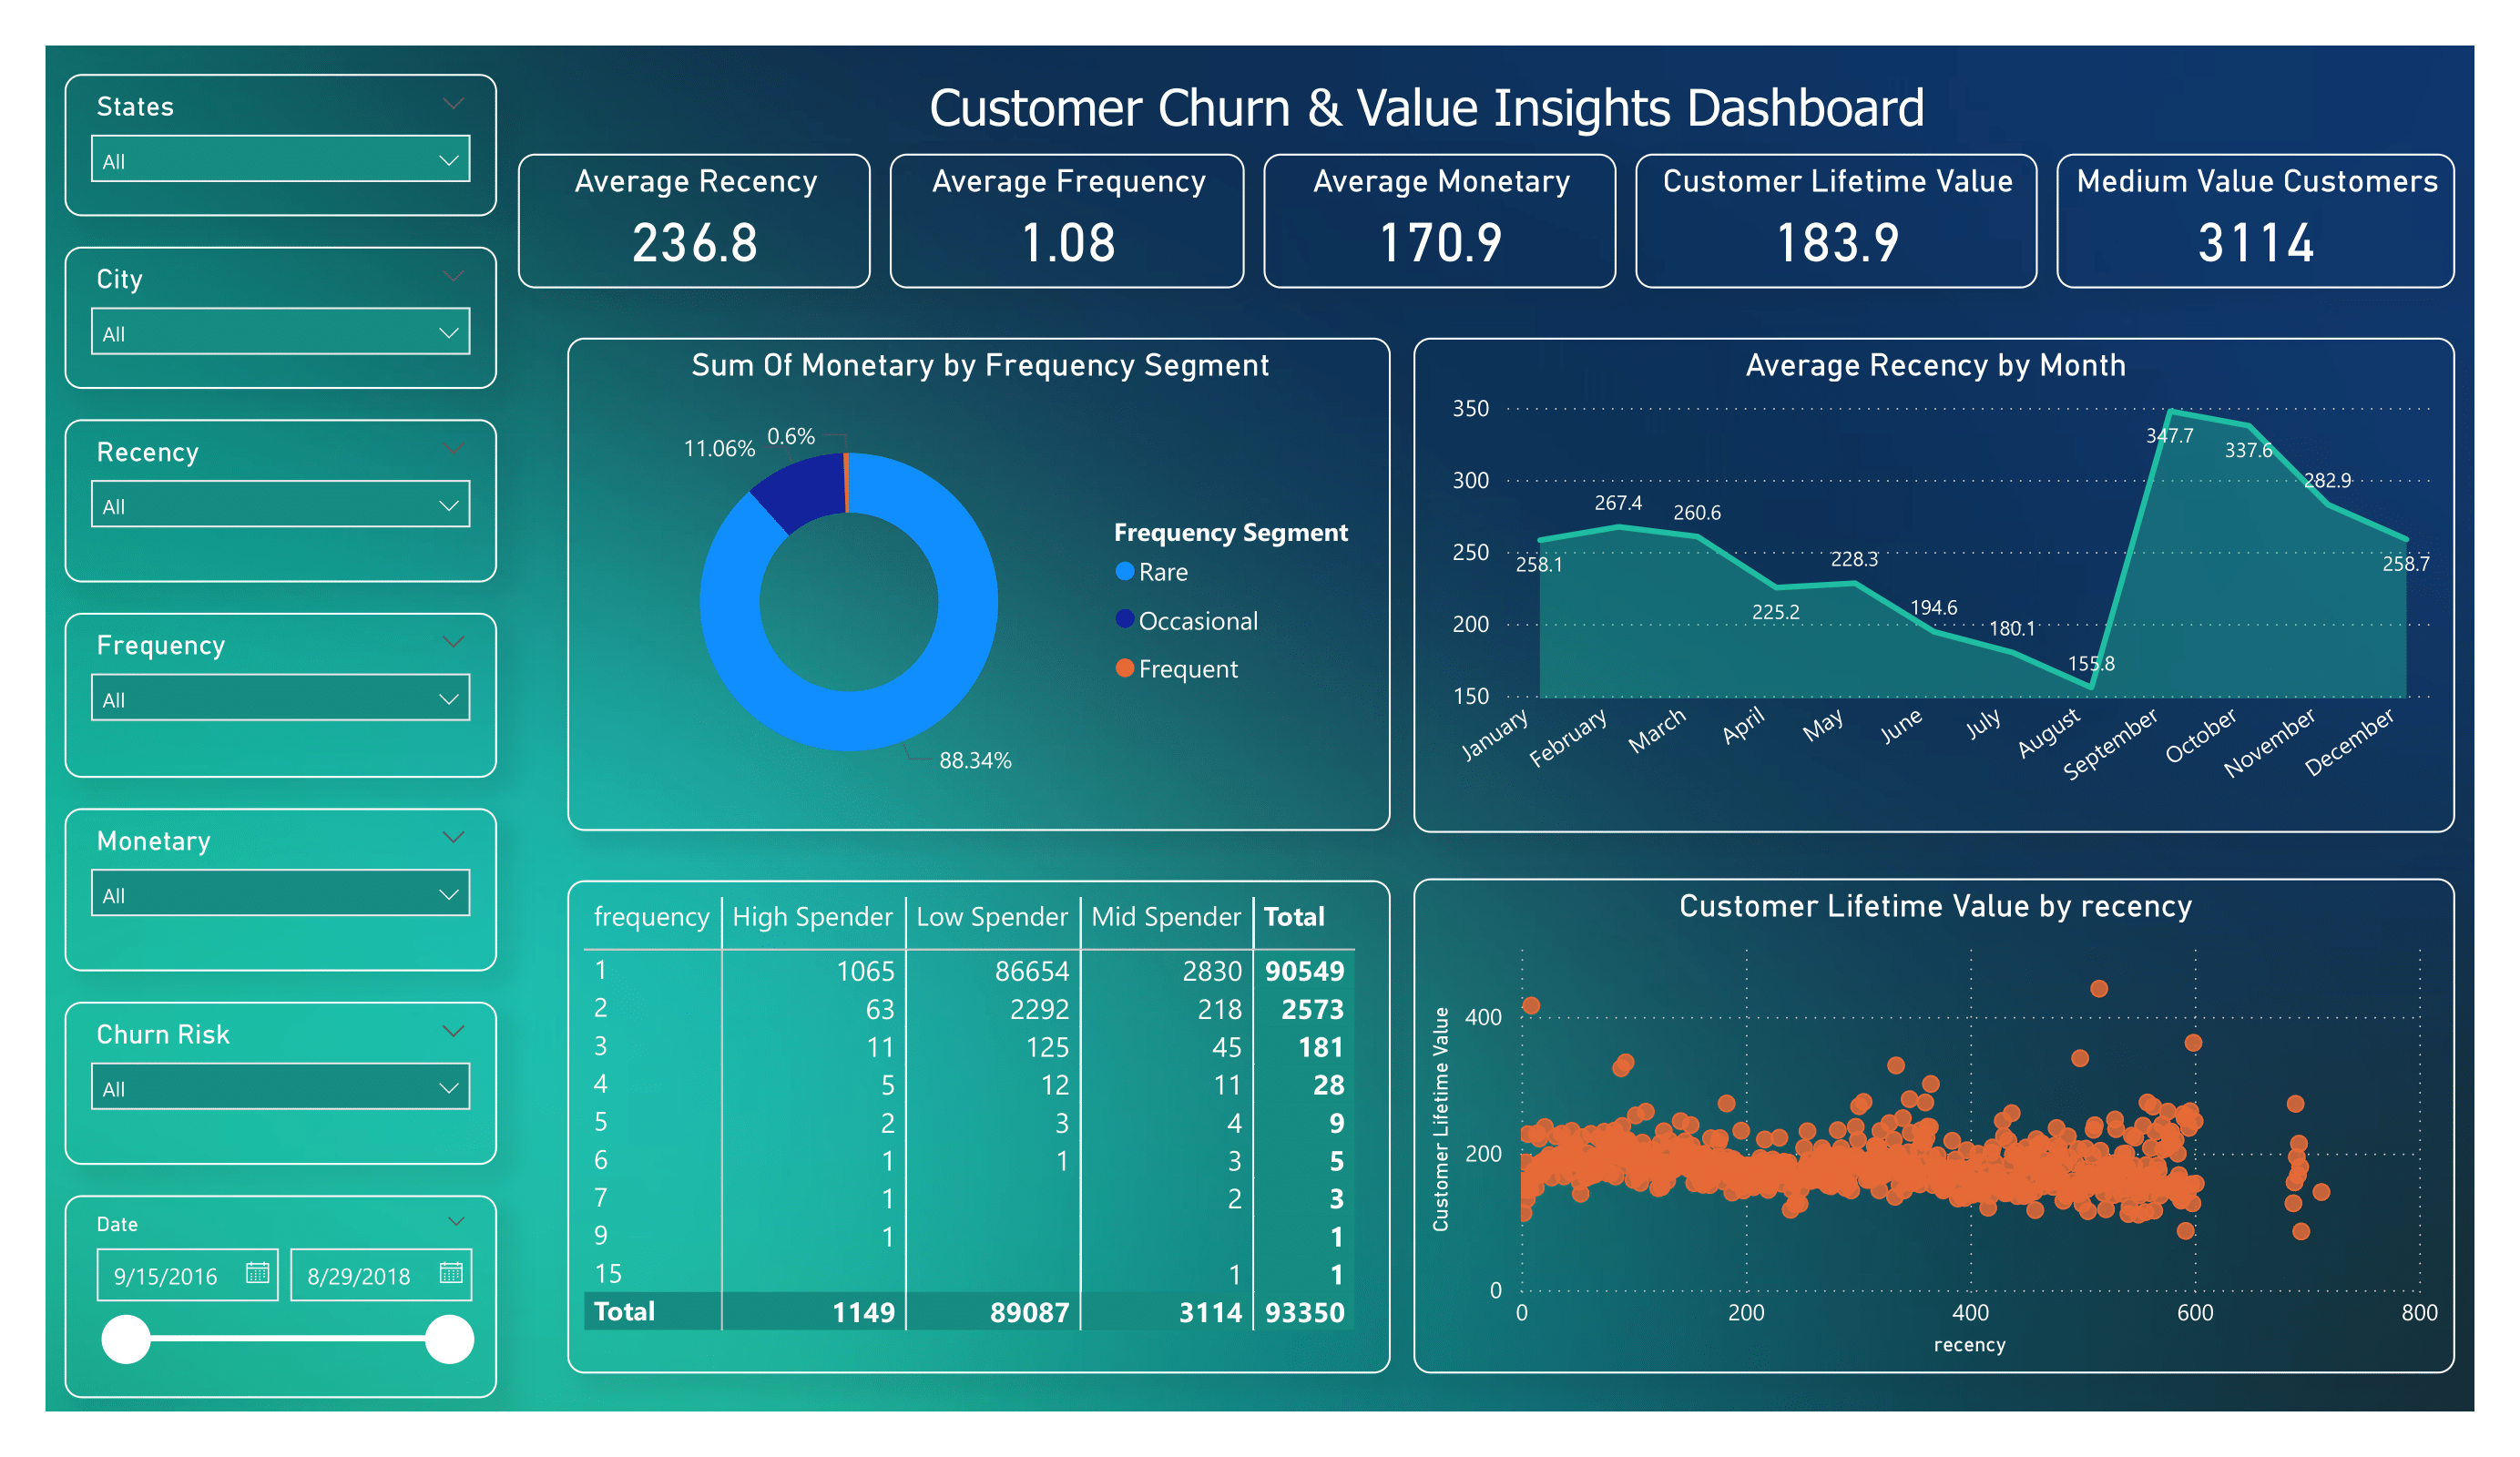 Customer Churn & Value Insights Dashboard
States
All
City
All
Recency
All
Frequency
All
Monetary
All
Churn Risk
All
Date
9/15/2016 8/29/2018
Average Recency
236.8
Average Frequency
1.08
Average Monetary
170.9
Customer Lifetime Value
183.9
Medium Value Customers
3114
Sum Of Monetary by Frequency Segment
0.6%
11.06%
88.34%
Frequency Segment
Rare
Occasional
Frequent
Average Recency by Month
350
300
250
200
150
258.1
267.4
260.6
225.2
228.3
194.6
180.1
155.8
347.7
337.6
282.9
258.7
January
February
March
April
May
June
July
August
September
October
November
December
frequency High Spender Low Spender Mid Spender Total
1 1065 86654 2830 90549
2 63 2292 218 2573
3 11 125 45 181
4 5 12 11 28
5 2 3 4 9
6 1 1 3 5
7 1 2 3
9 1 1
15 1 1
Total 1149 89087 3114 93350
Customer Lifetime Value by recency
Customer Lifetime Value
400
200
0
0 200 400 600 800
recency